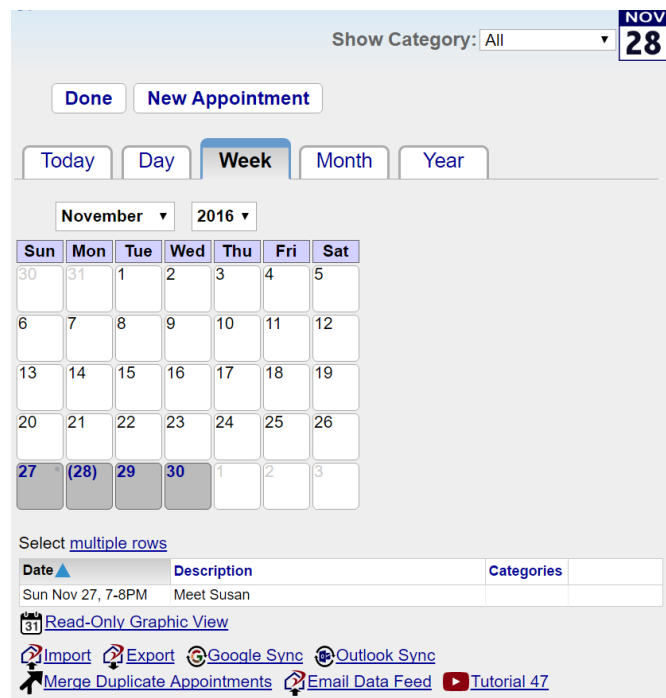 NOV
Show Category: All
28
Done New Appointment
Today Day Week Month Year
November 2016
Sun Mon Tue Wed Thu Fri Sat
30 31 1 2 3 4 5
6 7 8 9 10 11 12
13 14 15 16 17 18 19
20 21 22 23 24 25 26
27 (28) 29 30 1 2 3
Select multiple rows
Date Description Categories
Sun Nov 27, 7-8PM Meet Susan
31 Read-Only Graphic View
Import Export Google Sync Outlook Sync
Merge Duplicate Appointments Email Data Feed Tutorial 47